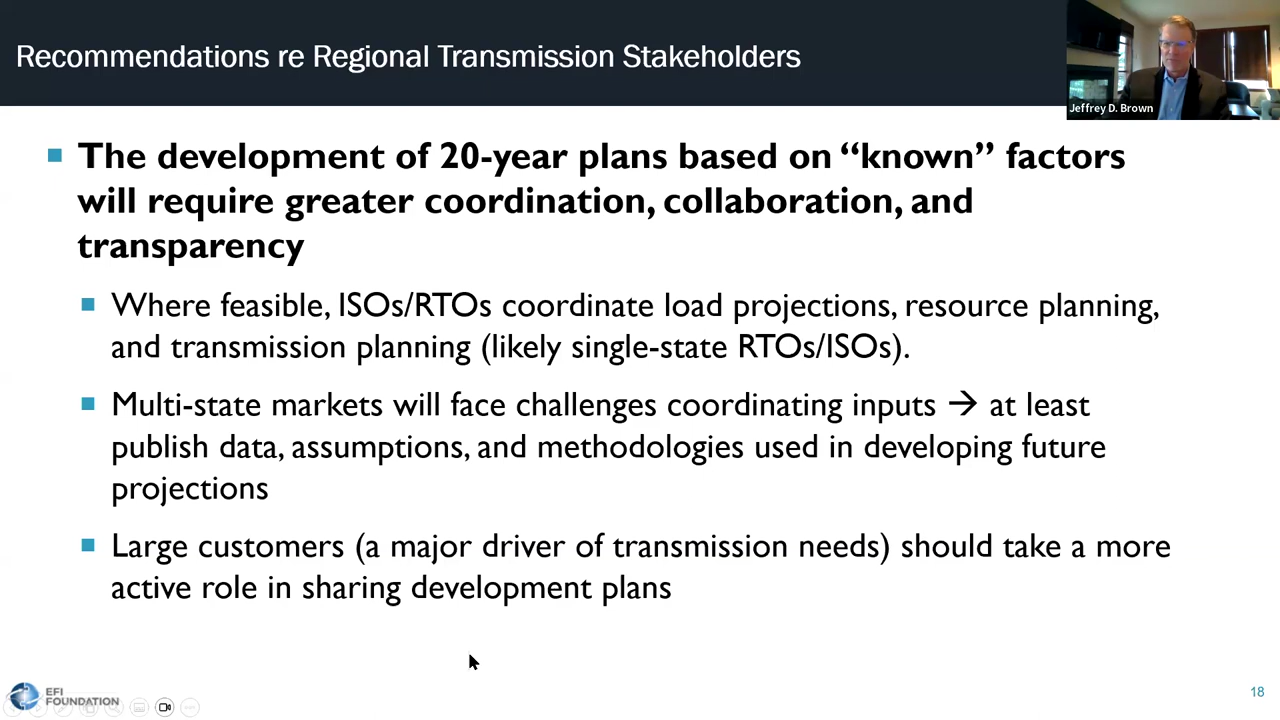 Recommendations re Regional Transmission Stakeholders
Jeffrey D. Brown
The development of 20-year plans based on “known” factors
will require greater coordination, collaboration, and
transparency
Where feasible, ISOs/RTOs coordinate load projections, resource planning,
and transmission planning (likely single-state RTOs/ISOs).
Multi-state markets will face challenges coordinating inputs → at least
publish data, assumptions, and methodologies used in developing future
projections
Large customers (a major driver of transmission needs) should take a more
active role in sharing development plans
EFI
FOUNDATION
18